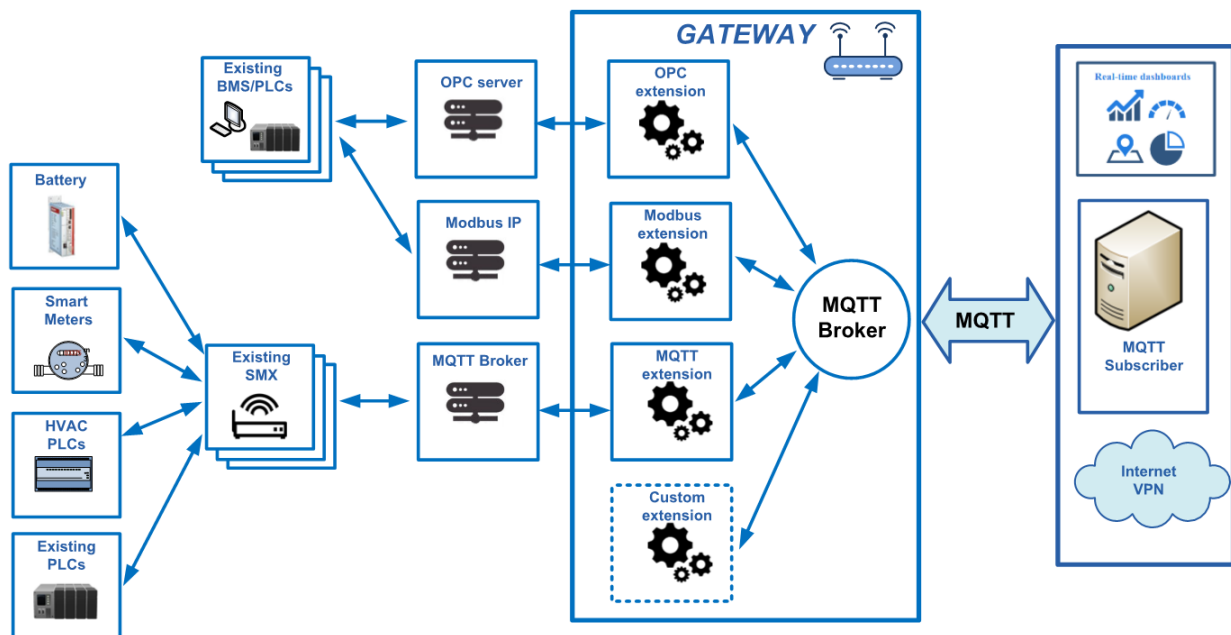 GATEWAY
Existing
BMS/PLCs
OPC server
OPC
extension
Real-time dashboards
Battery
Modbus IP
Modbus
extension
Smart
Meters
MQTT
Broker
MQTT
MQTT
Subscriber
Existing
SMX
MQTT Broker
MQTT
extension
HVAC
PLCs
Internet
VPN
Custom
extension
Existing
PLCs